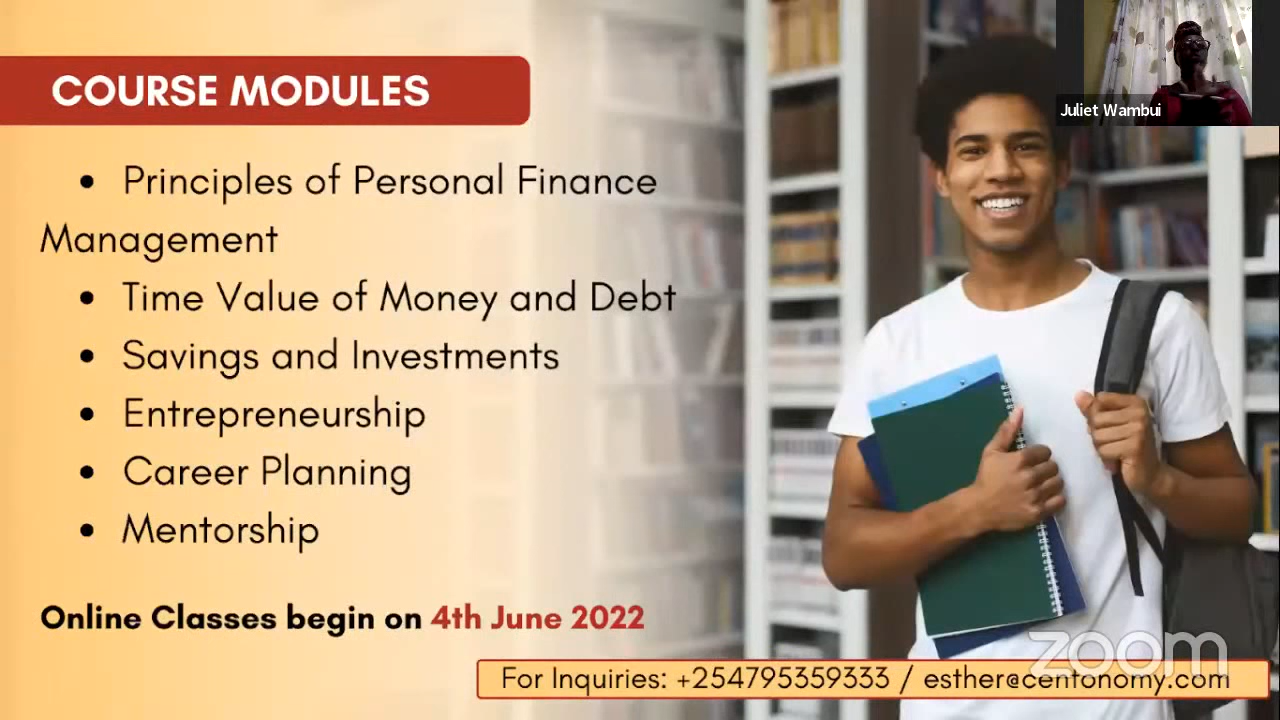 COURSE MODULES
Juliet Wambui
• Principles of Personal Finance
Management
• Time Value of Money and Debt
• Savings and Investments
• Entrepreneurship
• Career Planning
• Mentorship
Online Classes begin on 4th June 2022
zoom
For Inquiries: +254795359333 / esther@centonomy.com